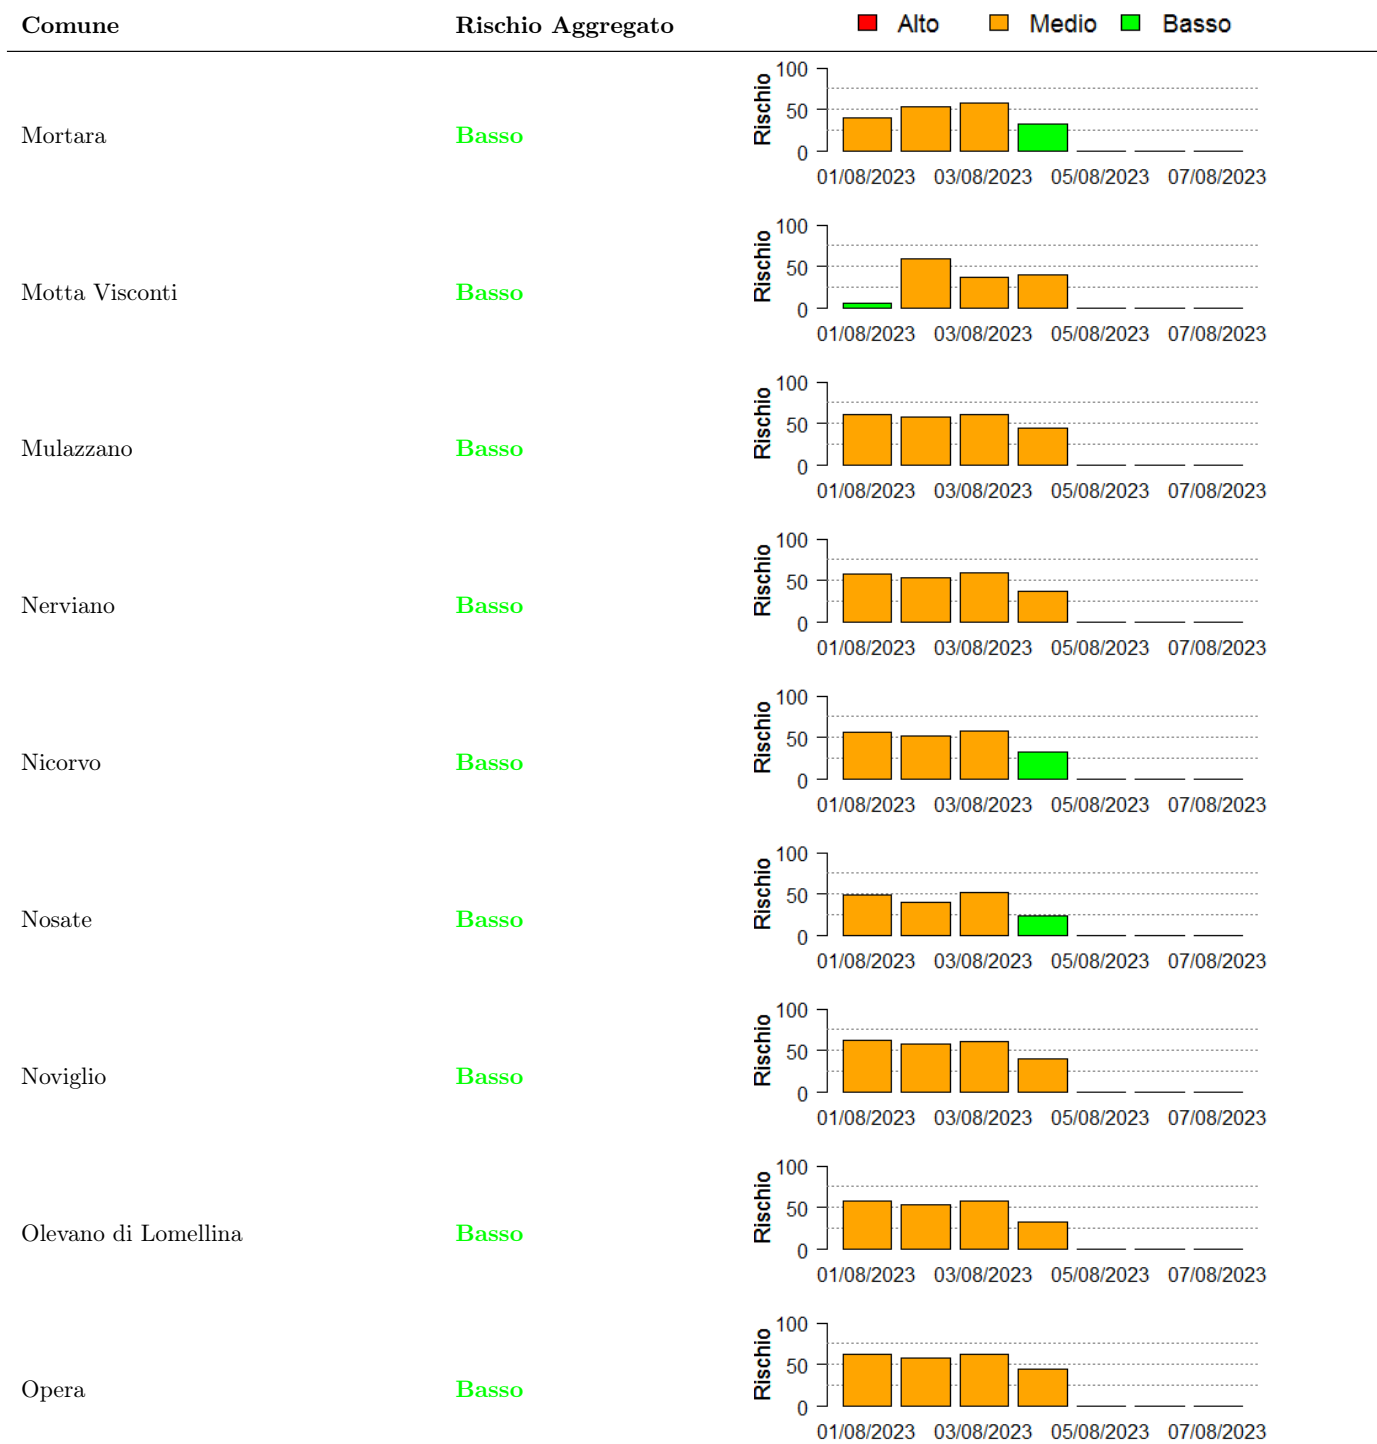 Comune Rischio Aggregato Alto Medio Basso
100
50
0
Rischio
Mortara Basso
01/08/2023 03/08/2023 05/08/2023 07/08/2023
100
50
0
Rischio
Motta Visconti Basso
01/08/2023 03/08/2023 05/08/2023 07/08/2023
100
50
0
Rischio
Mulazzano Basso
01/08/2023 03/08/2023 05/08/2023 07/08/2023
100
50
0
Rischio
Nerviano Basso
01/08/2023 03/08/2023 05/08/2023 07/08/2023
100
50
0
Rischio
Nicorvo Basso
01/08/2023 03/08/2023 05/08/2023 07/08/2023
100
50
0
Rischio
Nosate Basso
01/08/2023 03/08/2023 05/08/2023 07/08/2023
100
50
0
Rischio
Noviglio Basso
01/08/2023 03/08/2023 05/08/2023 07/08/2023
100
50
0
Rischio
Olevano di Lomellina Basso
01/08/2023 03/08/2023 05/08/2023 07/08/2023
100
50
0
Rischio
Opera Basso
01/08/2023 03/08/2023 05/08/2023 07/08/2023